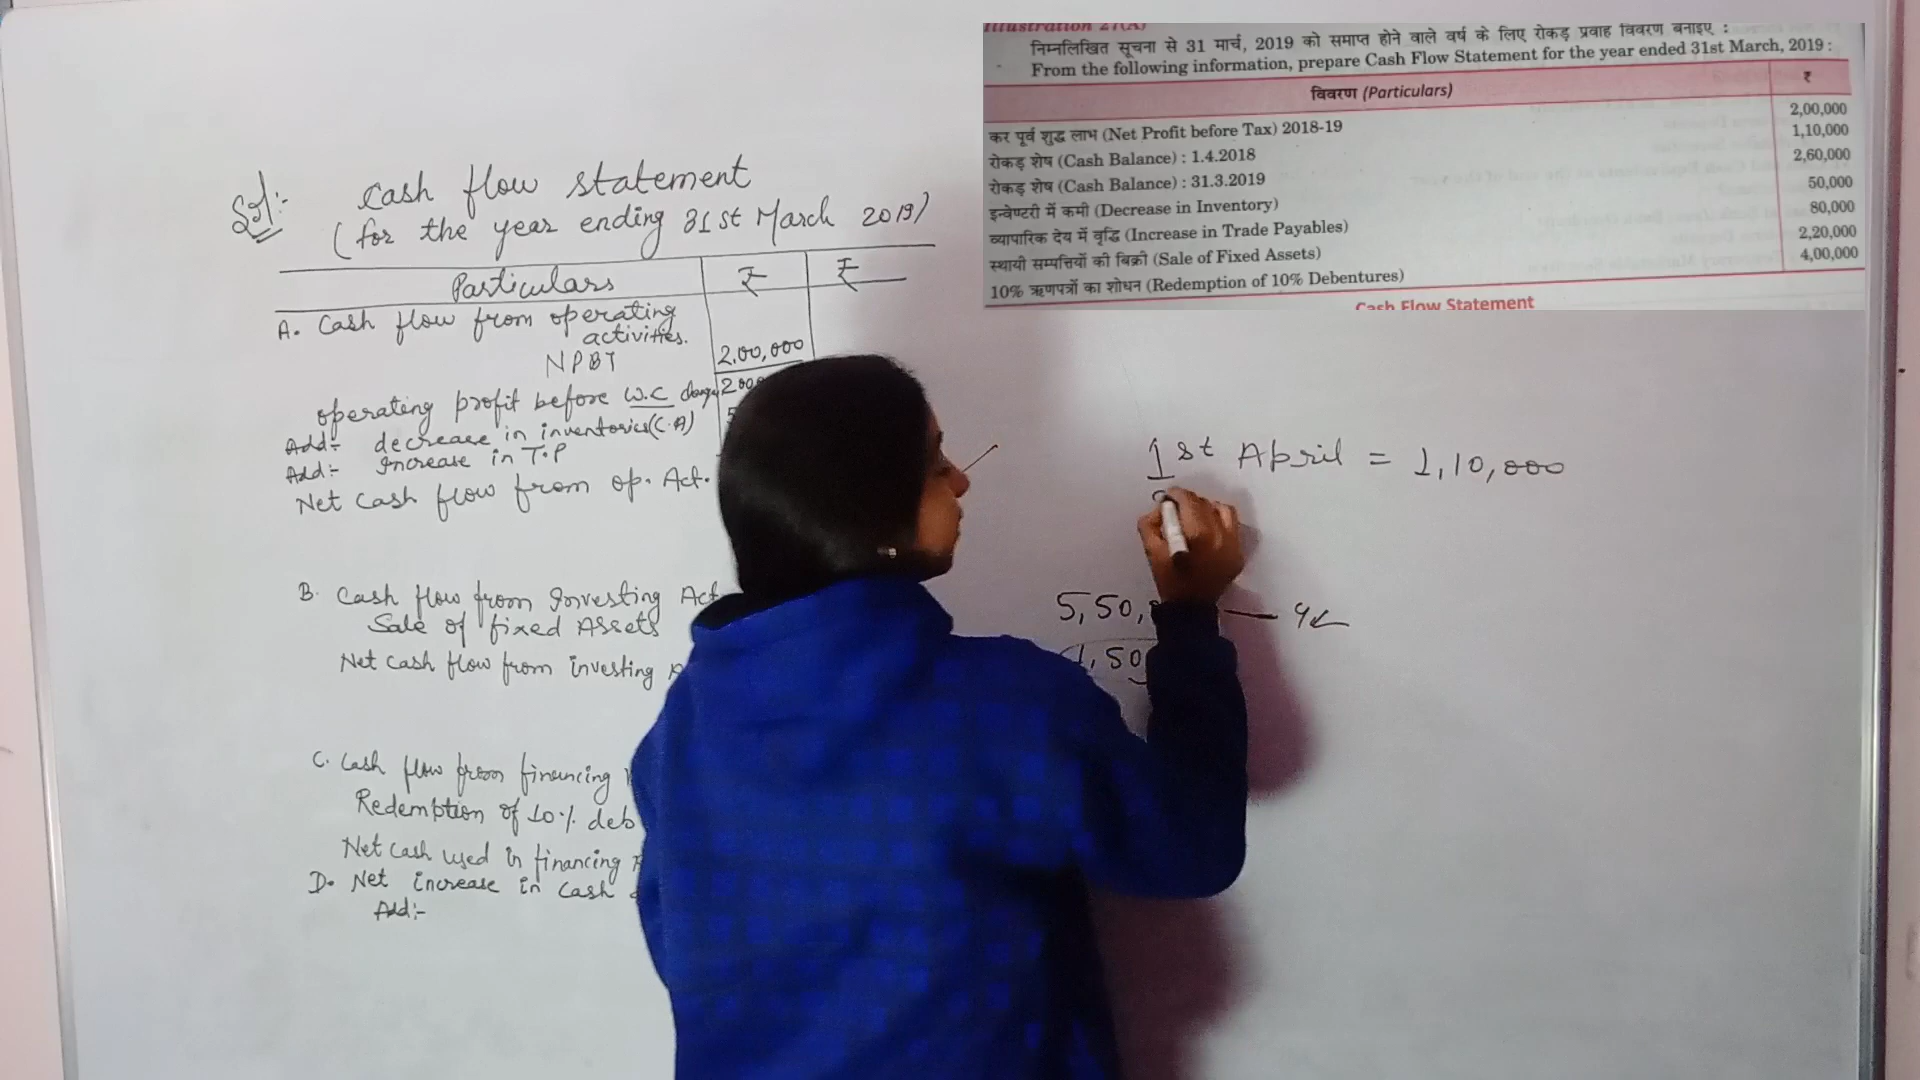 निम्नलिखित सूचना से 31 मार्च, 2019 को समाप्त होने वाले वर्ष के लिए रोकड़ प्रवाह विवरण बनाइए :
From the following information, prepare Cash Flow Statement for the year ended 31st March, 2019 :
विवरण (Particulars) ₹
कर पूर्व शुद्ध लाभ (Net Profit before Tax) 2018-19 2,00,000
रोकड़ शेष (Cash Balance) : 1.4.2018 1,10,000
रोकड़ शेष (Cash Balance) : 31.3.2019 2,60,000
इन्वेण्टरी में कमी (Decrease in Inventory) 50,000
व्यापारिक देय में वृद्धि (Increase in Trade Payables) 80,000
स्थायी सम्पत्तियों की बिक्री (Sale of Fixed Assets) 2,20,000
10% ऋणपत्रों का शोधन (Redemption of 10% Debentures) 4,00,000
Cash Flow Statement
Sol:-
Cash flow statement
(for the year ending 31st March 2019)
Particulars ₹ ₹
A. Cash flow from operating
activities.
NPBT 2,00,000
operating profit before W.C 200
Add:- decrease in inventories(C.A)
Add:- Increase in T.P
Net Cash flow from op. Act.
B. Cash flow from Investing Act
Sale of fixed Assets
Net cash flow from investing
C. Cash flow from financing
Redemption of 10% deb
Net cash used in financing
D. Net increase in cash
Add:-
1st April = 1,10,000
5,50,
,50